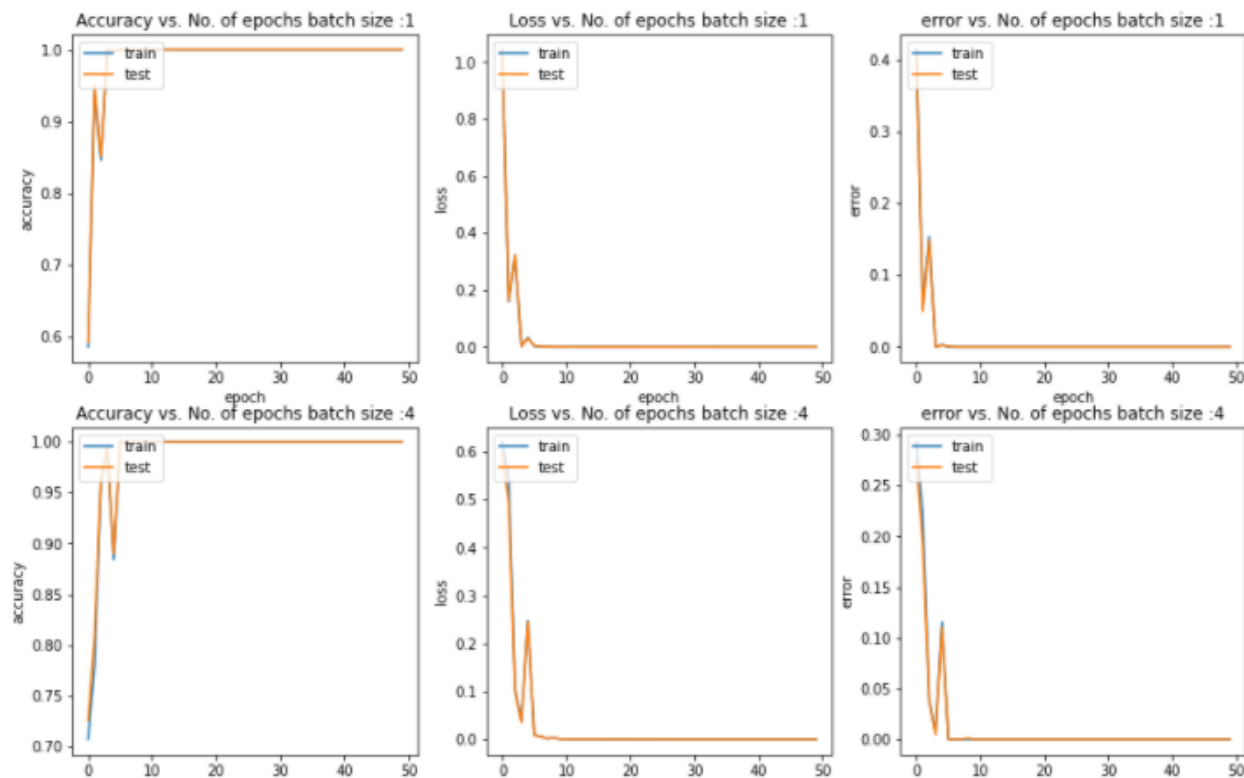 Accuracy vs. No. of epochs batch size :1
train
test
1.0
0.9
0.8
0.7
0.6
accuracy
0
10
20
30
40
50
epoch
Loss vs. No. of epochs batch size :1
train
test
1.0
0.8
0.6
0.4
0.2
0.0
loss
0
10
20
30
40
50
epoch
error vs. No. of epochs batch size :1
train
test
0.4
0.3
0.2
0.1
0.0
error
0
10
20
30
40
50
epoch
Accuracy vs. No. of epochs batch size :4
train
test
1.00
0.95
0.90
0.85
0.80
0.75
0.70
accuracy
0
10
20
30
40
50
Loss vs. No. of epochs batch size :4
train
test
0.6
0.5
0.4
0.3
0.2
0.1
0.0
loss
0
10
20
30
40
50
error vs. No. of epochs batch size :4
train
test
0.30
0.25
0.20
0.15
0.10
0.05
0.00
error
0
10
20
30
40
50